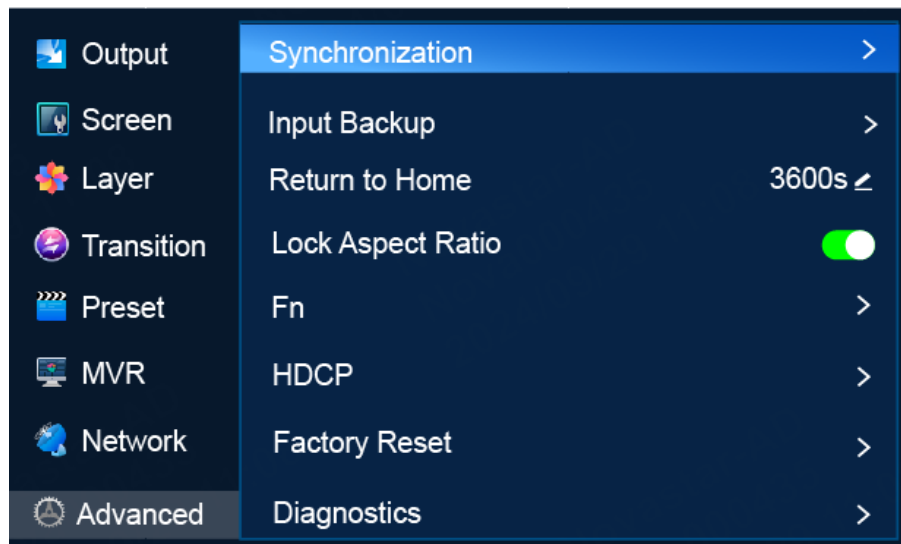 Output
Screen
Layer
Transition
Preset
MVR
Network
Advanced
Synchronization >
Input Backup >
Return to Home 3600s
Lock Aspect Ratio
Fn >
HDCP >
Factory Reset >
Diagnostics >